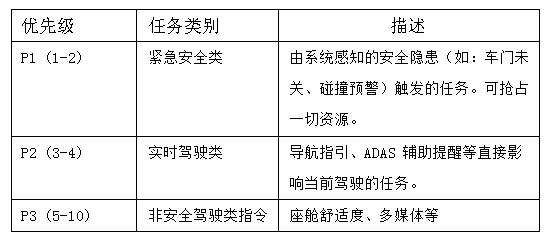 优先级 任务类别 描述
P1 (1-2) 紧急安全类 由系统感知的安全隐患(如:车门未
关、碰撞预警)触发的任务。可抢占
一切资源。
P2 (3-4) 实时驾驶类 导航指引、ADAS 辅助提醒等直接影
响当前驾驶的任务。
P3 (5-10) 非安全驾驶类指令 座舱舒适度、多媒体等